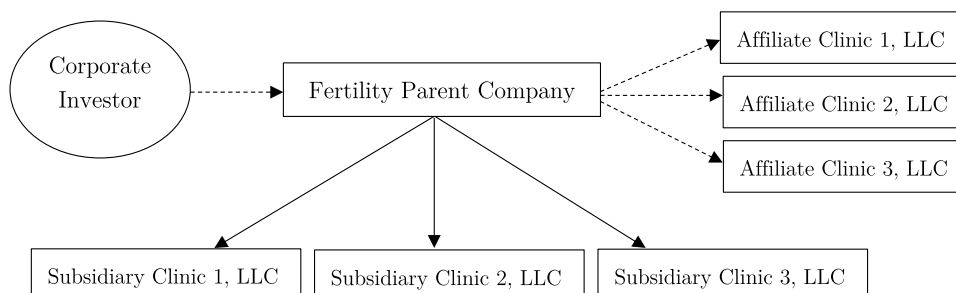 Corporate
Investor
Fertility Parent Company
Affiliate Clinic 1, LLC
Affiliate Clinic 2, LLC
Affiliate Clinic 3, LLC
Subsidiary Clinic 1, LLC
Subsidiary Clinic 2, LLC
Subsidiary Clinic 3, LLC